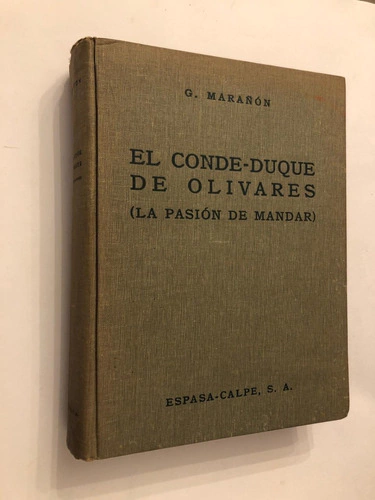 G. MARAÑÓN
EL CONDE-DUQUE
DE OLIVARES
(LA PASIÓN DE MANDAR)
ESPASA-CALPE, S. A.